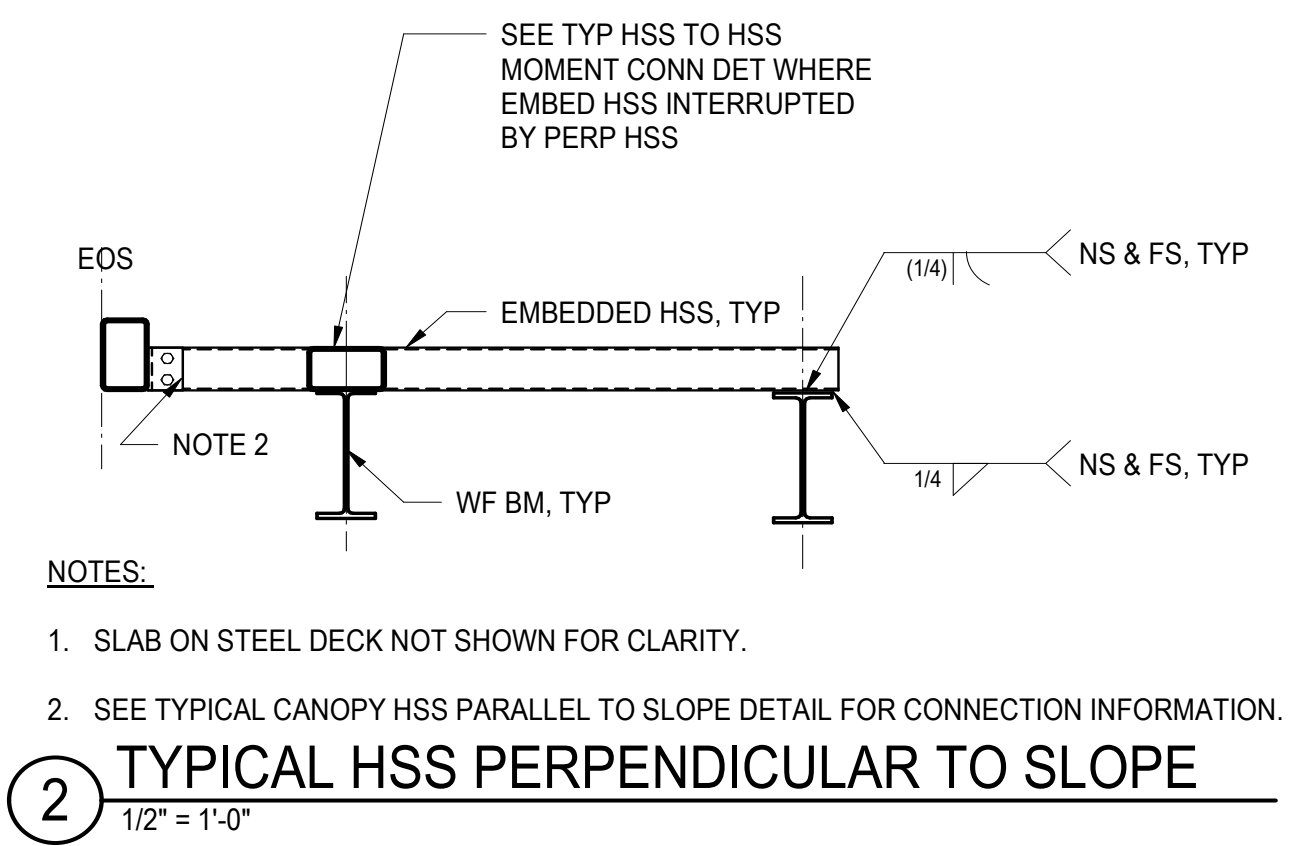 SEE TYP HSS TO HSS
MOMENT CONN DET WHERE
EMBED HSS INTERRUPTED
BY PERP HSS
EOS
(1/4)
NS & FS, TYP
EMBEDDED HSS, TYP
NOTE 2
1/4
NS & FS, TYP
WF BM, TYP
NOTES:
1. SLAB ON STEEL DECK NOT SHOWN FOR CLARITY.
2. SEE TYPICAL CANOPY HSS PARALLEL TO SLOPE DETAIL FOR CONNECTION INFORMATION.
2 TYPICAL HSS PERPENDICULAR TO SLOPE
1/2" = 1'-0"